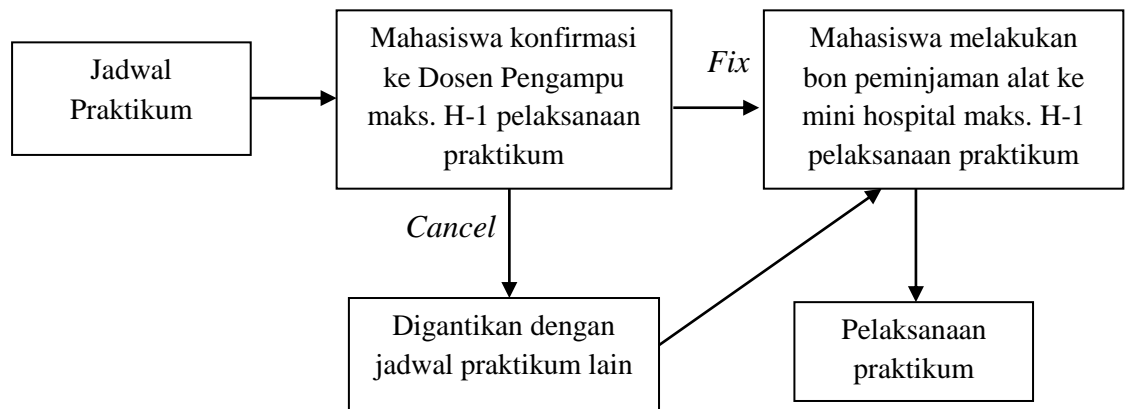 Jadwal
Praktikum
Mahasiswa konfirmasi
ke Dosen Pengampu
maks. H-1 pelaksanaan
praktikum
Fix
Mahasiswa melakukan
bon peminjaman alat ke
mini hospital maks. H-1
pelaksanaan praktikum
Cancel
Digantikan dengan
jadwal praktikum lain
Pelaksanaan
praktikum